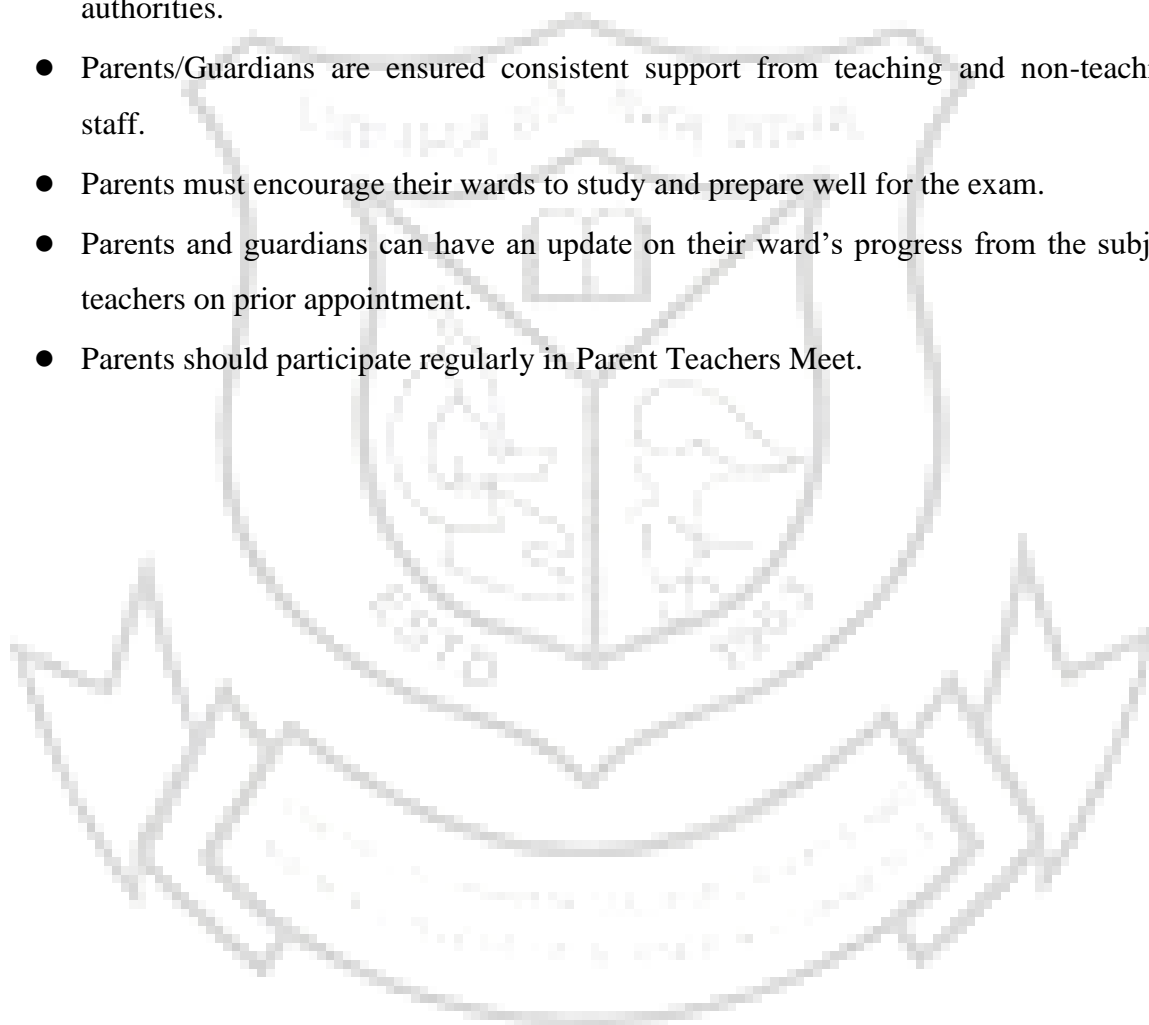 authorities.
● Parents/Guardians are ensured consistent support from teaching and non-teachi
staff.
● Parents must encourage their wards to study and prepare well for the exam.
● Parents and guardians can have an update on their ward’s progress from the subj
teachers on prior appointment.
● Parents should participate regularly in Parent Teachers Meet.
ESTD